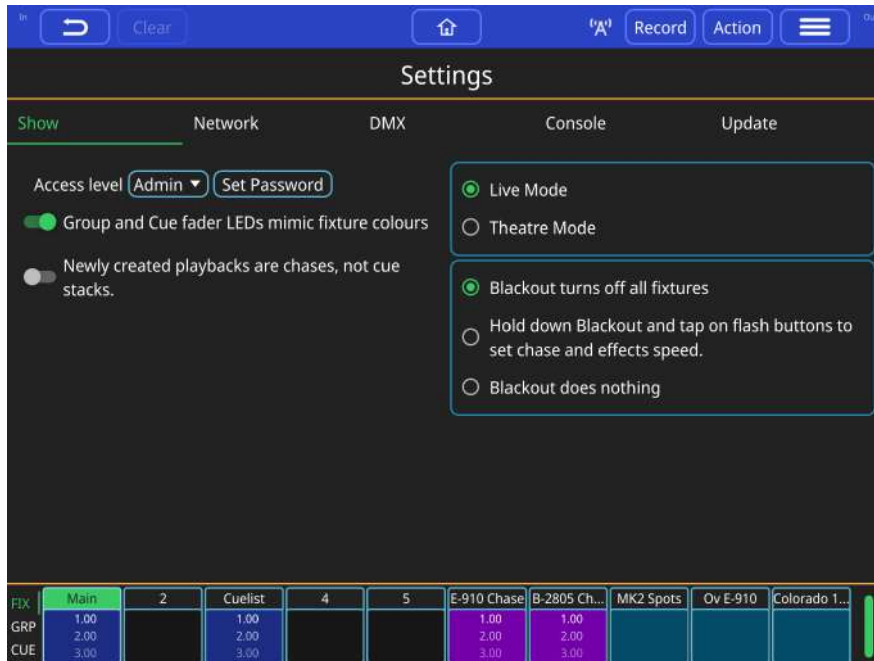 In
Clear
Record
Action
Ou
Settings
Show
Network
DMX
Console
Update
Access level
Admin
Set Password
Group and Cue fader LEDs mimic fixture colours
Newly created playbacks are chases, not cue
stacks.
Live Mode
Theatre Mode
Blackout turns off all fixtures
Hold down Blackout and tap on flash buttons to
set chase and effects speed.
Blackout does nothing
FIX
GRP
CUE
Main
1.00
2.00
3.00
2
Cuelist
1.00
2.00
3.00
4
5
E-910 Chase
1.00
2.00
3.00
B-2805 Ch...
1.00
2.00
3.00
MK2 Spots
Ov E-910
Colorado 1...